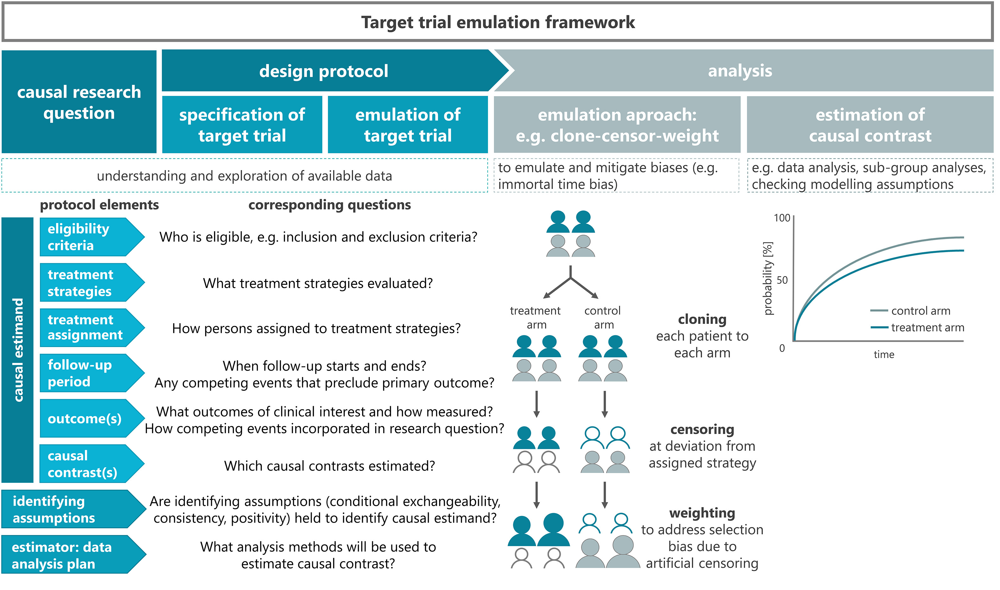 Target trial emulation framework
causal research
question
design protocol
analysis
specification of
target trial
emulation of
target trial
emulation aproach:
e.g. clone-censor-weight
estimation of
causal contrast
understanding and exploration of available data
to emulate and mitigate biases (e.g.
immortal time bias)
e.g. data analysis, sub-group analyses,
checking modelling assumptions
protocol elements
corresponding questions
causal estimand
eligibility
criteria
Who is eligible, e.g. inclusion and exclusion criteria?
treatment
strategies
What treatment strategies evaluated?
treatment
assignment
How persons assigned to treatment strategies?
follow-up
period
When follow-up starts and ends?
Any competing events that preclude primary outcome?
outcome(s)
What outcomes of clinical interest and how measured?
How competing events incorporated in research question?
causal
contrast(s)
Which causal contrasts estimated?
identifying
assumptions
Are identifying assumptions (conditional exchangeability,
consistency, positivity) held to identify causal estimand?
estimator: data
analysis plan
What analysis methods will be used to
estimate causal contrast?
treatment
arm
control
arm
cloning
each patient to
each arm
censoring
at deviation from
assigned strategy
weighting
to address selection
bias due to
artificial censoring
probability [%]
100
50
0
control arm
treatment arm
time